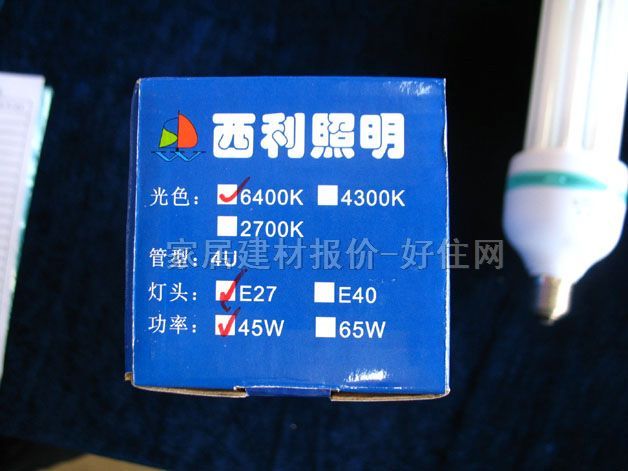 西利照明
光色： 6400K 4300K
2700K
管型：4U
家居建材报价-好住网
灯头： E27 E40
功率： 45W 65W